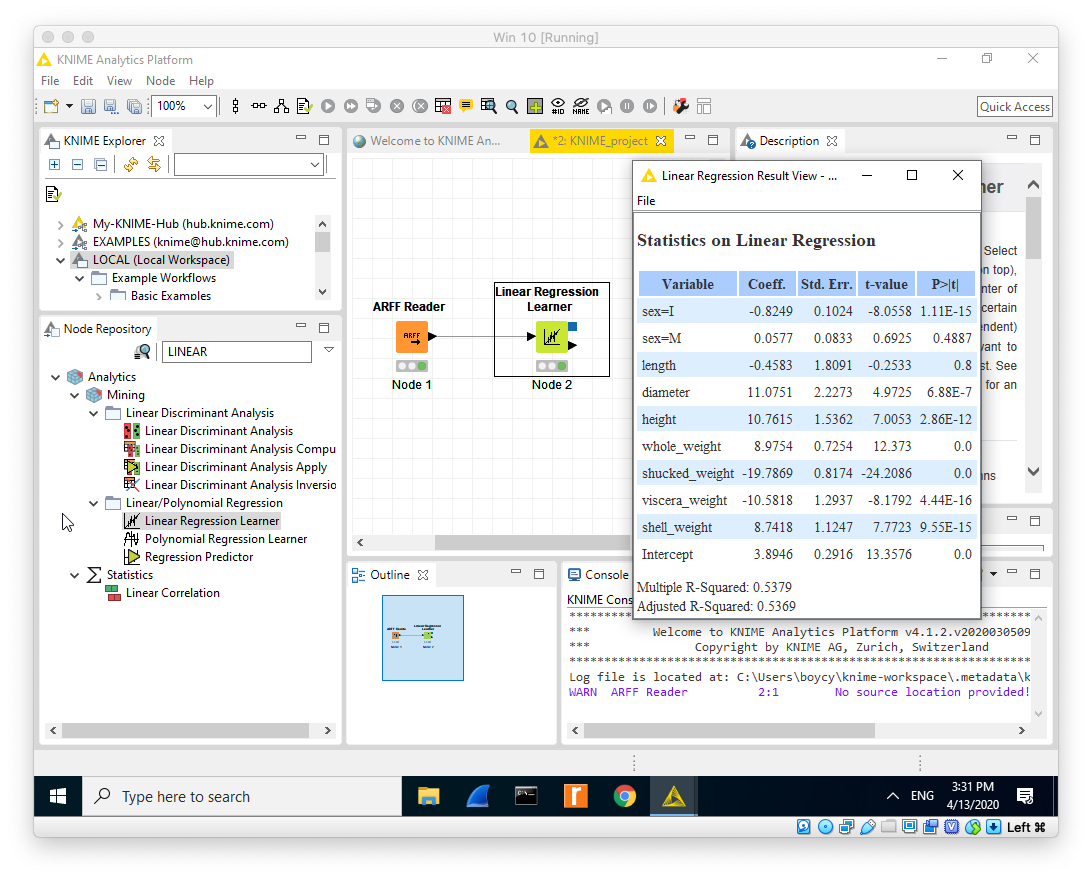 Win 10 [Running]
KNIME Analytics Platform
File Edit View Node Help
100%
#ID
NAME
Quick Access
KNIME Explorer
My-KNIME-Hub (hub.knime.com)
EXAMPLES (knime@hub.knime.com)
LOCAL (Local Workspace)
Example Workflows
Basic Examples
Node Repository
LINEAR
Analytics
Mining
Linear Discriminant Analysis
Linear Discriminant Analysis
Linear Discriminant Analysis Compu
Linear Discriminant Analysis Apply
Linear Discriminant Analysis Inversio
Linear/Polynomial Regression
Linear Regression Learner
Polynomial Regression Learner
Regression Predictor
Statistics
Linear Correlation
Welcome to KNIME An...
*2: KNIME_project
ARFF Reader
ARFF
Node 1
Linear Regression
Learner
Node 2
Description
ner
Select
on top),
nter of
certain
endent)
vant to
st. See
for an
ns
Linear Regression Result View - ...
File
Statistics on Linear Regression
Variable Coeff. Std. Err. t-value P>|t|
sex=I -0.8249 0.1024 -8.0558 1.11E-15
sex=M 0.0577 0.0833 0.6925 0.4887
length -0.4583 1.8091 -0.2533 0.8
diameter 11.0751 2.2273 4.9725 6.88E-7
height 10.7615 1.5362 7.0053 2.86E-12
whole_weight 8.9754 0.7254 12.373 0.0
shucked_weight -19.7869 0.8174 -24.2086 0.0
viscera_weight -10.5818 1.2937 -8.1792 4.44E-16
shell_weight 8.7418 1.1247 7.7723 9.55E-15
Intercept 3.8946 0.2916 13.3576 0.0
Multiple R-Squared: 0.5379
Adjusted R-Squared: 0.5369
Outline
Console
KNIME Cons
*** Welcome to KNIME Analytics Platform v4.1.2.v2020030509
*** Copyright by KNIME AG, Zurich, Switzerland
Log file is located at: C:\Users\boycy\knime-workspace\.metadata\k
WARN ARFF Reader 2:1 No source location provided!
Type here to search
ENG
3:31 PM
4/13/2020
Left ⌘